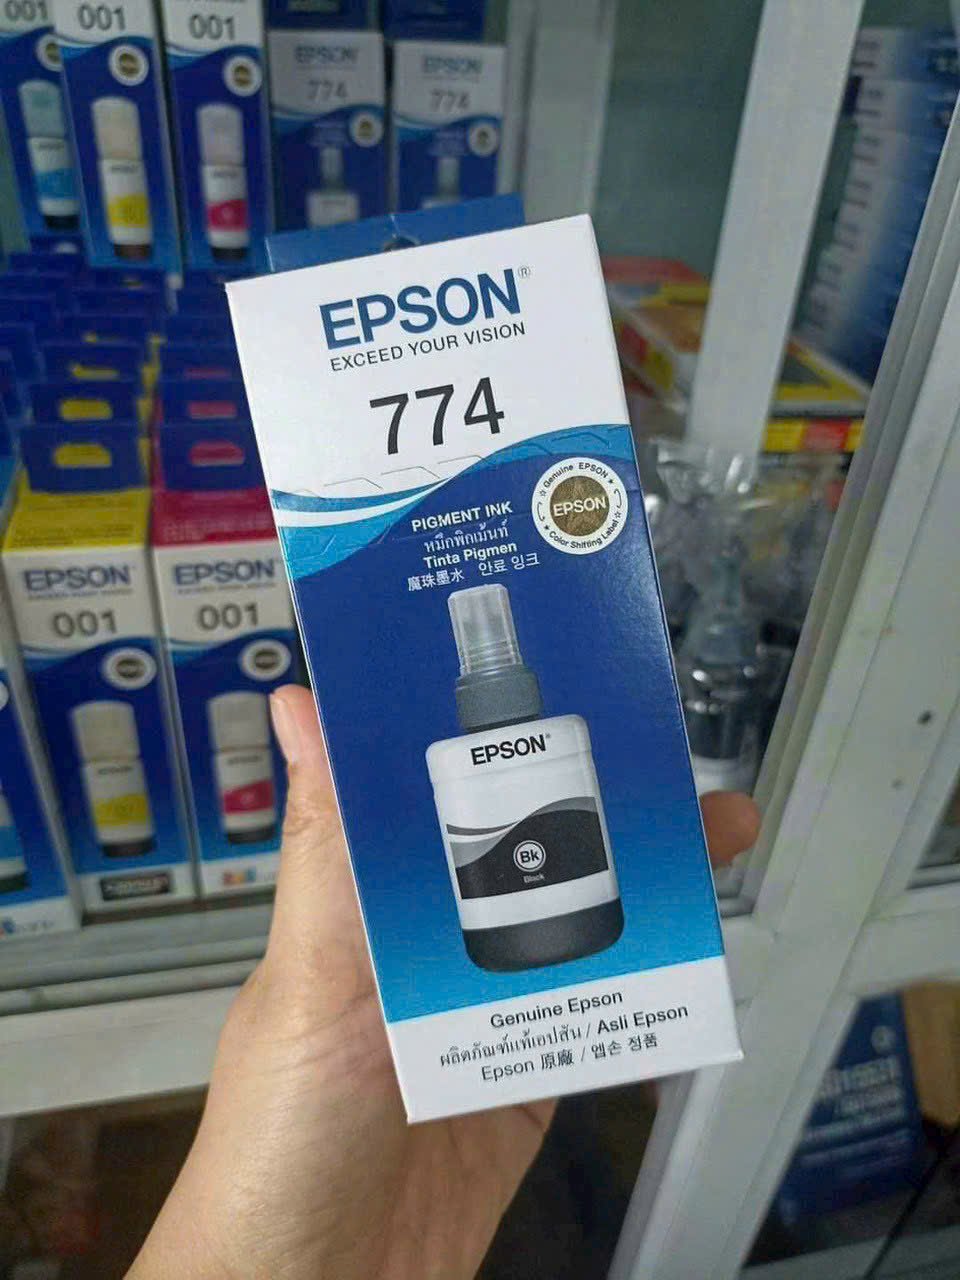 001
001
001
EPSON
774
EPSON
774
EPSON®
EXCEED YOUR VISION
774
PIGMENT INK
หมึกพิกเม้นท์
Tinta Pigmen
魔珠墨水 안료 잉크
Genuine EPSON
EPSON
Color Shifting Label
EPSON
001
EPSON
001
EPSON®
Bk
Black
Genuine Epson
ผลิตภัณฑ์แท้เอปสัน / Asli Epson
Epson 原廠 / 엡손 정품